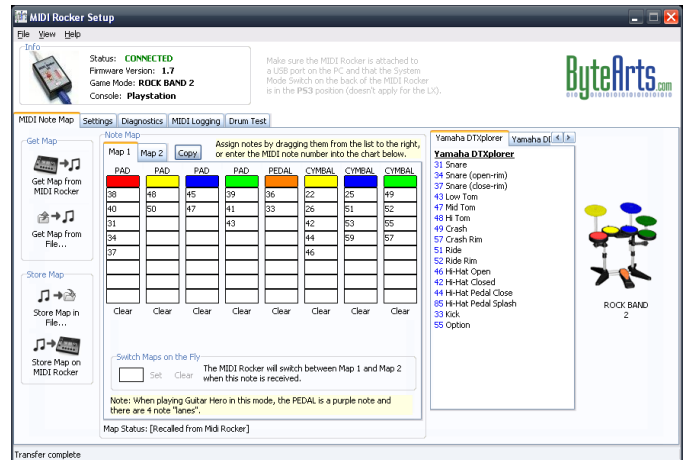 MIDI Rocker Setup
File View Help
Info
Status: CONNECTED
Firmware Version: 1.7
Game Mode: ROCK BAND 2
Console: Playstation
Make sure the MIDI Rocker is attached to
a USB port on the PC and that the System
Mode Switch on the back of the MIDI Rocker
is in the PS3 position (doesn't apply for the LX).
ByteArts.com
MIDI Note Map Settings Diagnostics MIDI Logging Drum Test
Get Map
Get Map from
MIDI Rocker
Get Map from
File...
Store Map
Store Map in
File...
Store Map on
MIDI Rocker
Note Map
Map 1 Map 2 Copy
Assign notes by dragging them from the list to the right,
or enter the MIDI note number into the chart below.
PAD PAD PAD PAD PEDAL CYMBAL CYMBAL CYMBAL
38 48 45 39 36 22 25 49
40 50 47 41 33 26 51 52
31 43 42 53 55
34 44 59 57
37 46
Clear Clear Clear Clear Clear Clear Clear Clear
Switch Maps on the Fly
Set Clear
The MIDI Rocker will switch between Map 1 and Map 2
when this note is received.
Note: When playing Guitar Hero in this mode, the PEDAL is a purple note and
there are 4 note "lanes".
Map Status: [Recalled from Midi Rocker]
Yamaha DTXplorer Yamaha DT
Yamaha DTXplorer
31 Snare
34 Snare (open-rim)
37 Snare (close-rim)
43 Low Tom
47 Mid Tom
48 Hi Tom
49 Crash
57 Crash Rim
51 Ride
52 Ride Rim
46 Hi-Hat Open
42 Hi-Hat Closed
44 Hi-Hat Pedal Close
85 Hi-Hat Pedal Splash
33 Kick
55 Option
ROCK BAND
2
Transfer complete